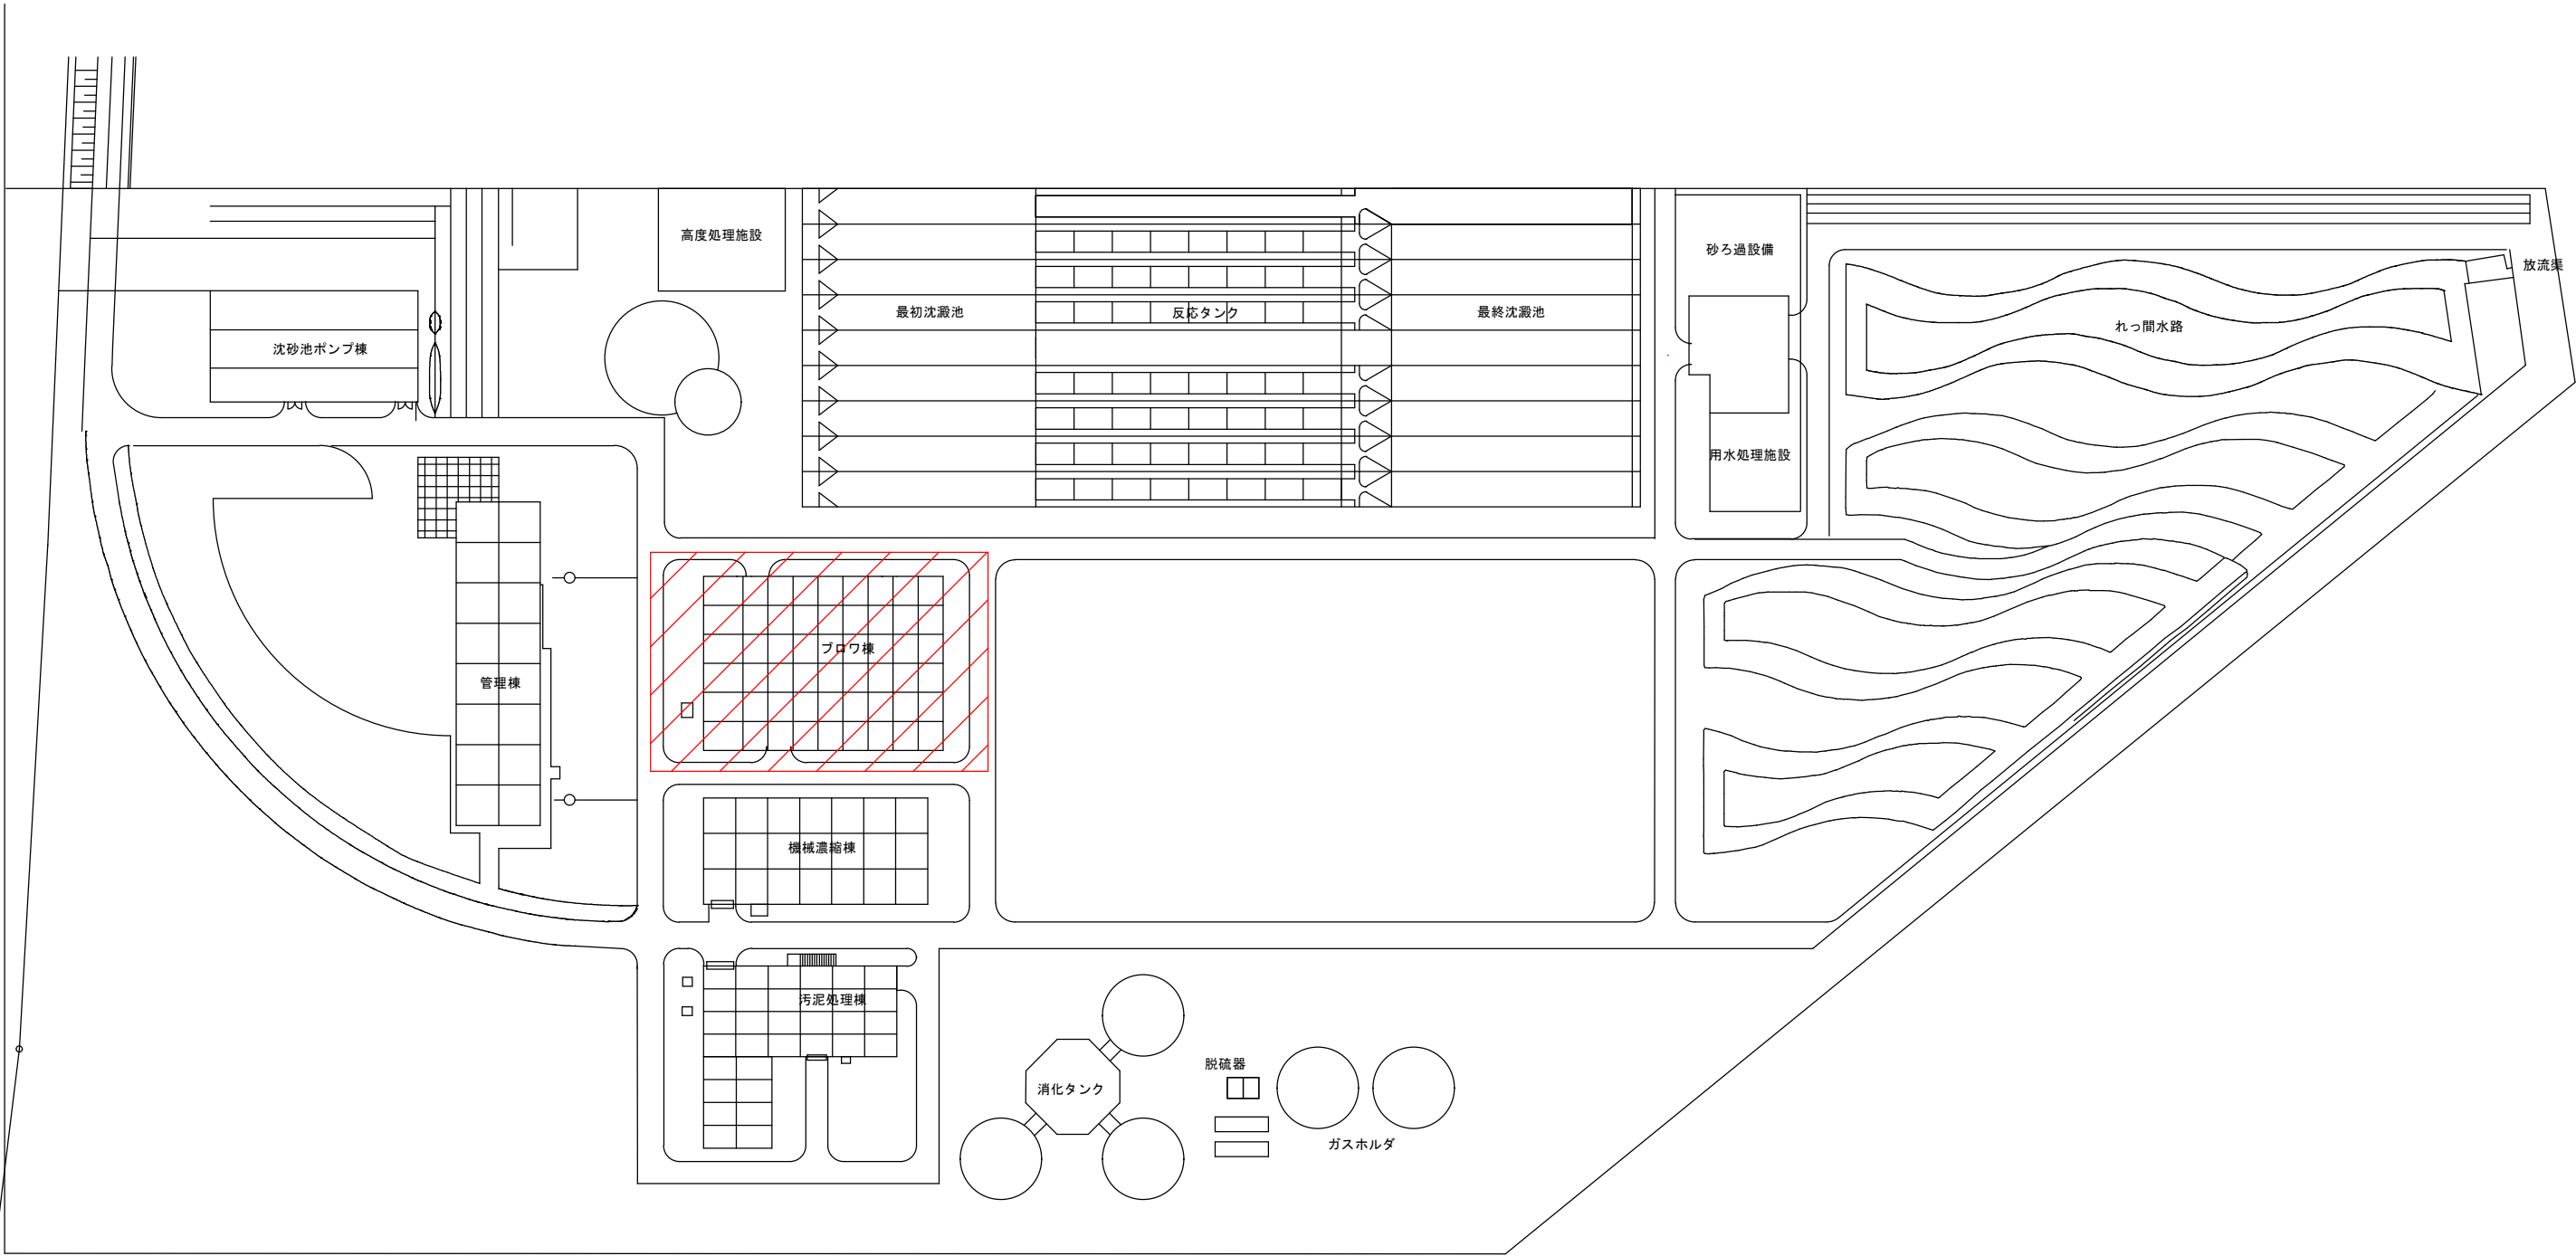 高度処理施設
砂ろ過設備
放流渠
最初沈澱池
反応タンク
最終沈澱池
れっ間水路
沈砂池ポンプ棟
用水処理施設
ブロワ棟
管理棟
機械濃縮棟
汚泥処理棟
脱硫器
消化タンク
ガスホルダ